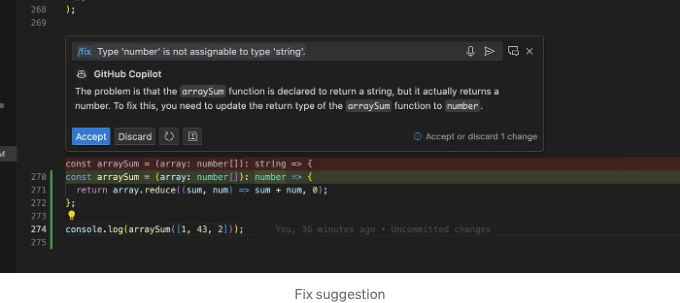 268 );
269
/fix Type 'number' is not assignable to type 'string'.
GitHub Copilot
The problem is that the arraySum function is declared to return a string, but it actually returns a
number. To fix this, you need to update the return type of the arraySum function to number.
Accept Discard Accept or discard 1 change
M
const arraySum = (array: number[]): string => {
270 const arraySum = (array: number[]): number => {
271 return array.reduce((sum, num) => sum + num, 0);
272 };
273
274 console.log(arraySum([1, 43, 2])); You, 36 minutes ago • Uncommitted changes
275
Fix suggestion